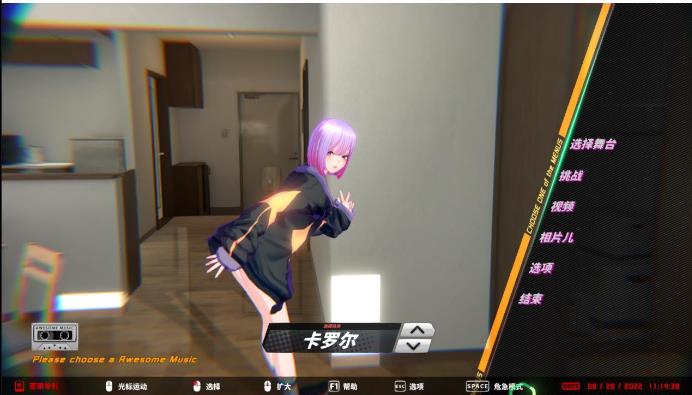 选择舞台
CHOOSE ONE of the MENUS
挑战
视频
相片儿
选项
结束
卡罗尔
AWESOME MUSIC
Please choose a Awesome Music
光标运动
选择
扩大
F1 帮助
ESC 选项
SPACE 危急模式
DATE 09 / 20 / 2022 11:19:39